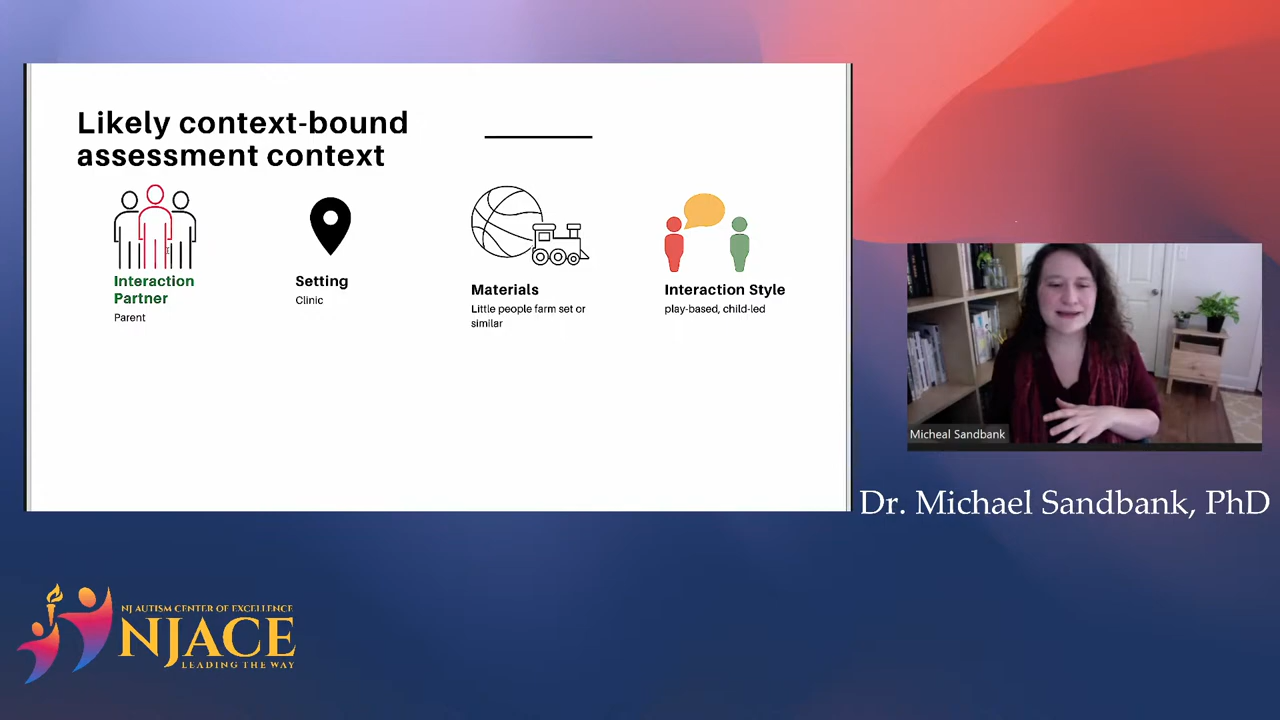 Likely context-bound
assessment context
Interaction
Partner
Parent
Setting
Clinic
Materials
Little people farm set or
similar
Interaction Style
play-based, child-led
Micheal Sandbank
Dr. Michael Sandbank, PhD
NJ AUTISM CENTER OF EXCELLENCE
NJACE
LEADING THE WAY